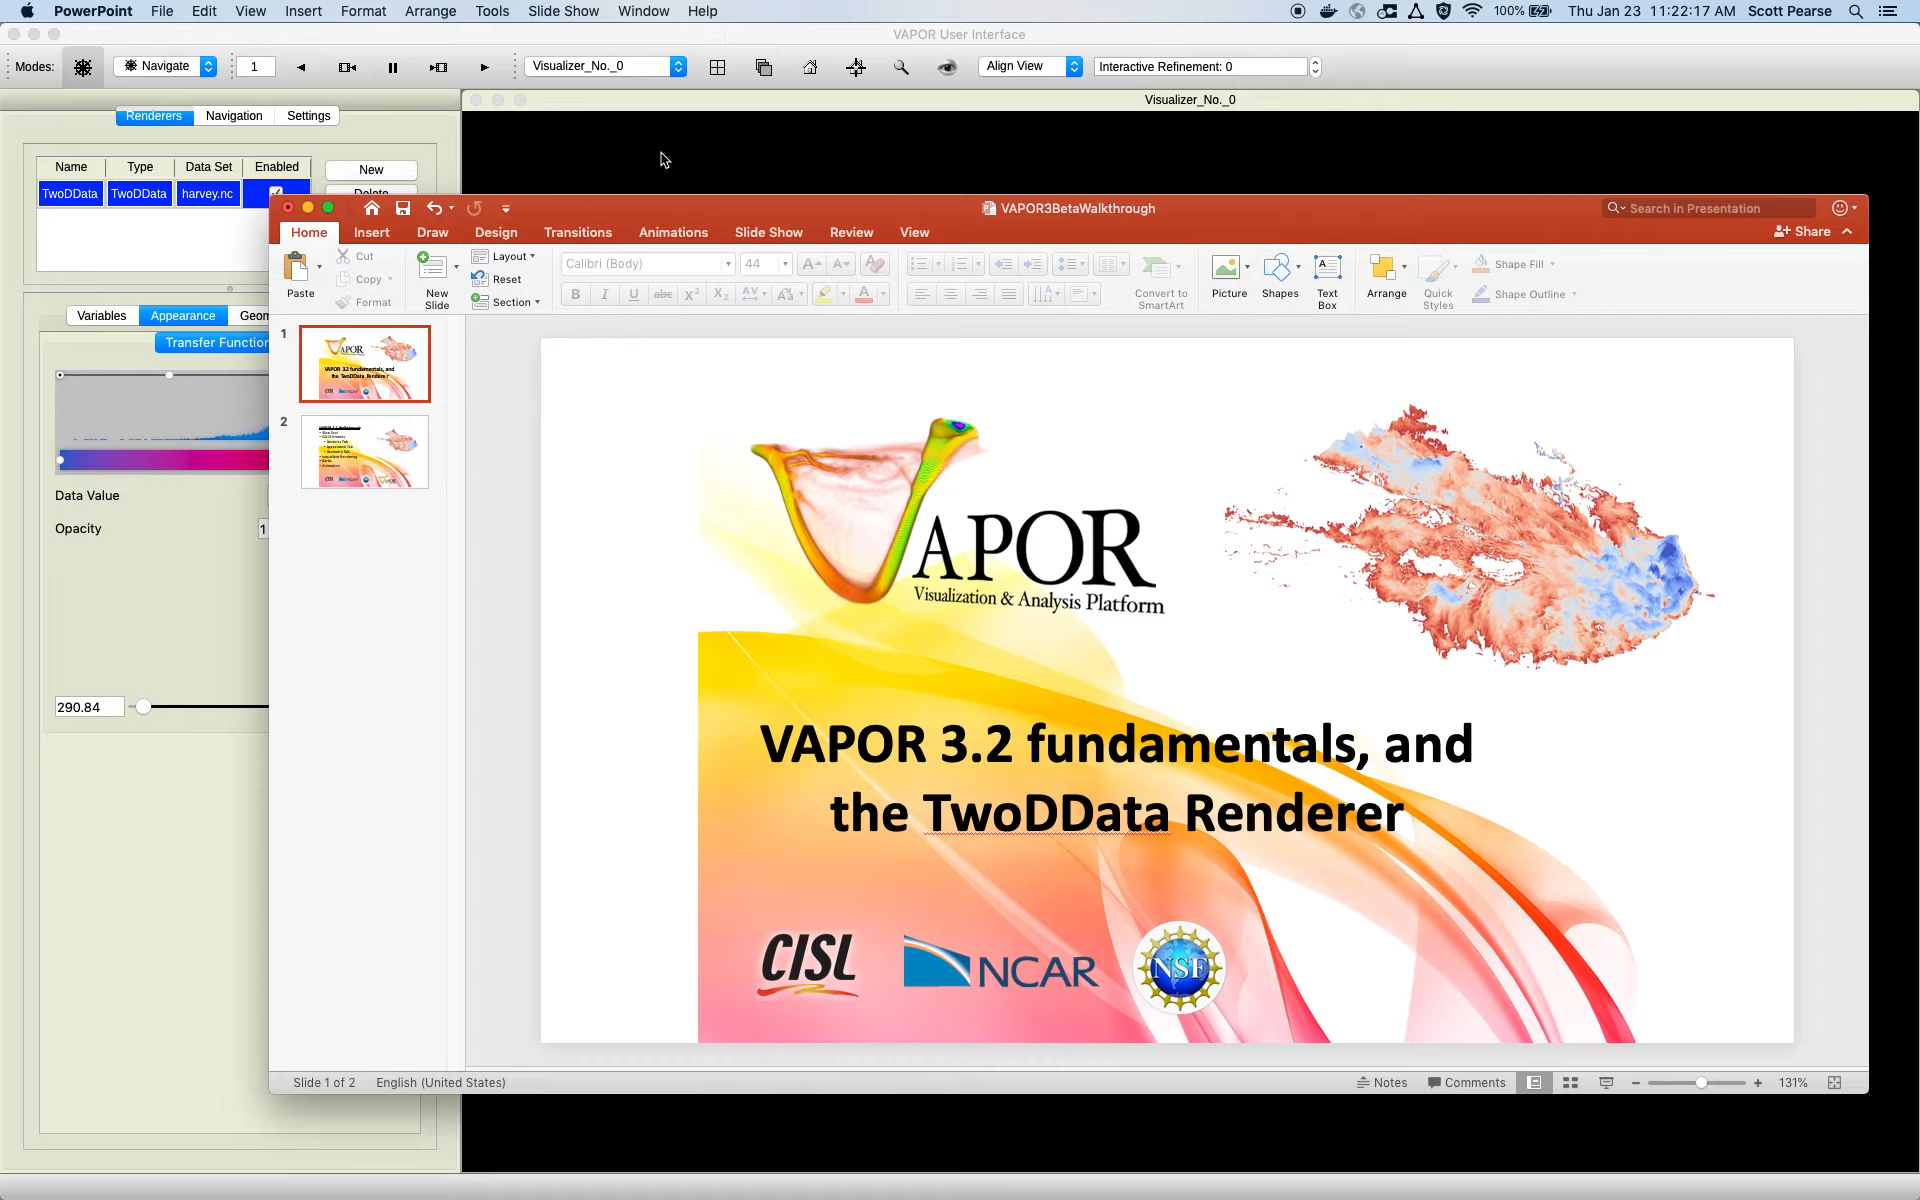 PowerPoint File Edit View Insert Format Arrange Tools Slide Show Window Help 100% Thu Jan 23 11:22:17 AM Scott Pearse
VAPOR User Interface
Modes: Navigate 1 Visualizer_No._0 Align View Interactive Refinement: 0
Visualizer_No._0
Renderers Navigation Settings
Name Type Data Set Enabled New
TwoDData TwoDData harvey.nc Delete
VAPOR3BetaWalkthrough Search in Presentation
Home Insert Draw Design Transitions Animations Slide Show Review View Share
Paste Cut Copy Format
New Slide Layout Reset Section
Calibri (Body) 44
Convert to SmartArt
Picture Shapes Text Box Arrange Quick Styles Shape Fill Shape Outline
Variables Appearance Geom
Transfer Function
Data Value
Opacity 1
290.84
1
2
VAPOR
Visualization & Analysis Platform
VAPOR 3.2 fundamentals, and
the TwoDData Renderer
CISL NCAR NSF
Slide 1 of 2 English (United States) Notes Comments 131%